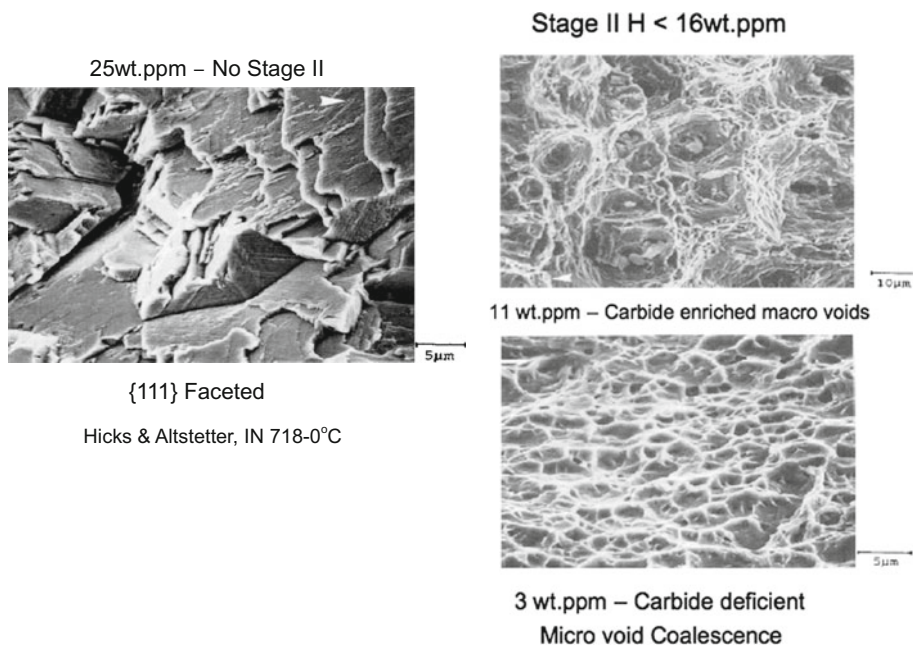 25wt.ppm – No Stage II
5µm
{111} Faceted
Hicks & Altstetter, IN 718-0°C
Stage II H < 16wt.ppm
10µm
11 wt.ppm – Carbide enriched macro voids
5µm
3 wt.ppm – Carbide deficient
Micro void Coalescence